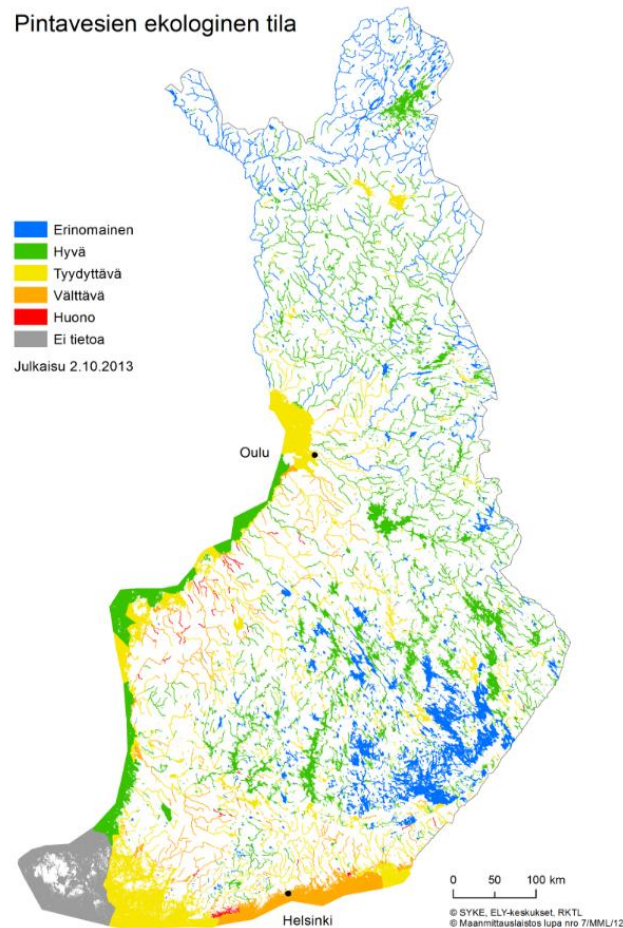 Pintavesien ekologinen tila
Erinomainen
Hyvä
Tyydyttävä
Välttävä
Huono
Ei tietoa
Julkaisu 2.10.2013
Oulu
Helsinki
0 50 100 km
© SYKE, ELY-keskukset, RKTL
© Maanmittauslaitos lupa nro 7/MML/12